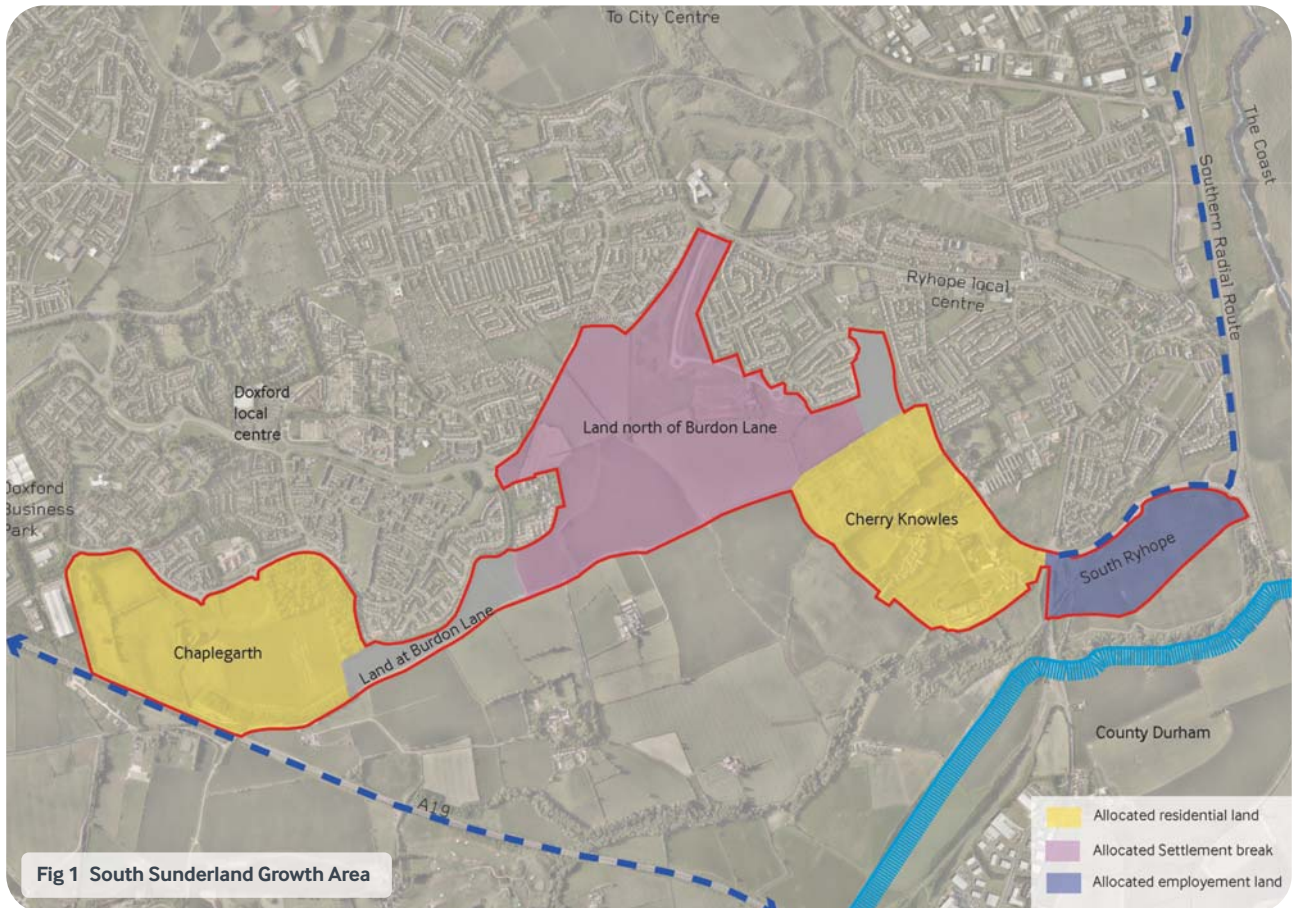 To City Centre
The Coast
Southern Radial Route
Ryhope local
centre
Doxford
local
centre
Land north of Burdon Lane
Doxford
Business
Park
Cherry Knowles
South Ryhope
Chaplegarth
Land at Burdon Lane
County Durham
A19
Allocated residential land
Allocated Settlement break
Allocated employement land
Fig 1 South Sunderland Growth Area